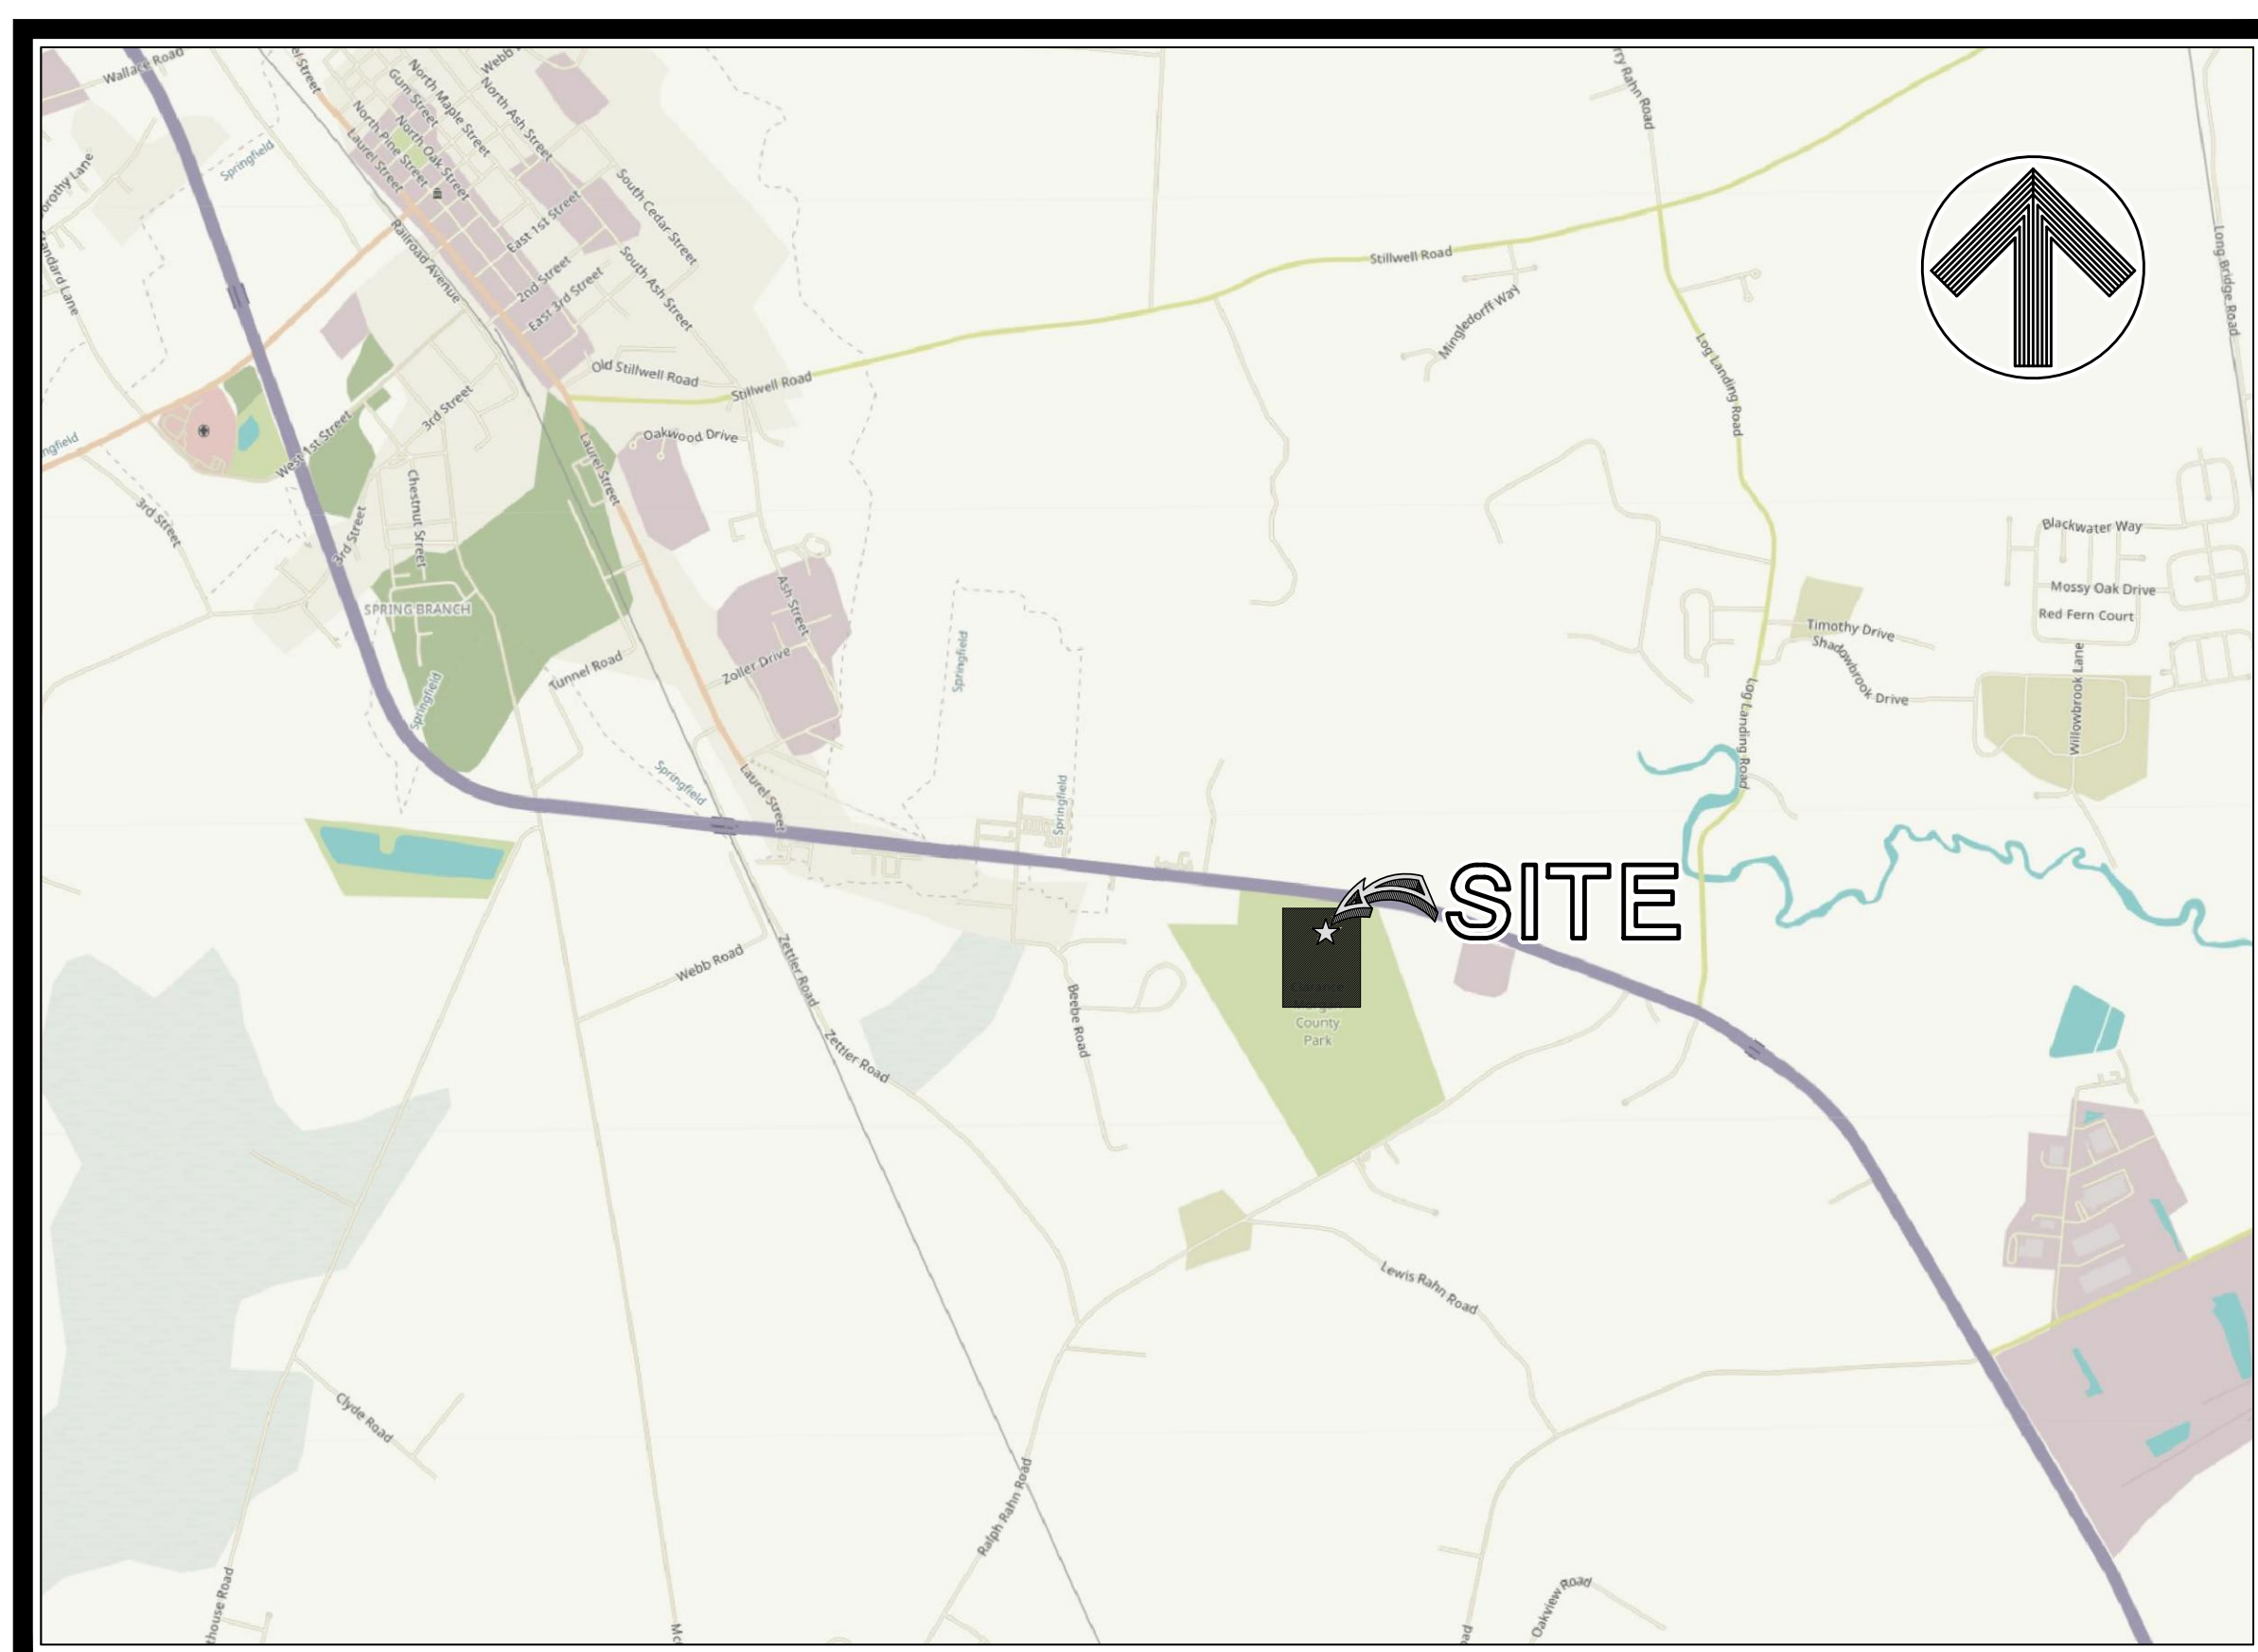 Wallace Road
Webb
North Maple Street
Gum Street
North Ash Street
North Pine Street
North Oak Street
Laurel Street
Springfield
South Cedar Street
East 1st Street
Railroad Avenue
2nd Street
South Ash Street
East 3rd Street
Stillwell Road
Mingledorff Way
Long Bridge Road
Log Landing Road
Old Stillwell Road
Stillwell Road
3rd Street
Oakwood Drive
West 1st Street
Laurel Street
Chestnut Street
3rd Street
3rd Street
Blackwater Way
Mossy Oak Drive
Red Fern Court
SPRING BRANCH
Ash Street
Timothy Drive
Shadowbrook Drive
Willowbrook Lane
Springfield
Tunnel Road
Zoller Drive
Springfield
Log Landing Road
Springfield
Laurel Street
Springfield
SITE
Webb Road
Zettler Road
Beebe Road
Clarance
Morgan
County
Park
Zettler Road
Lewis Rahn Road
Clyde Road
Ralph Rahn Road
Oakview Road